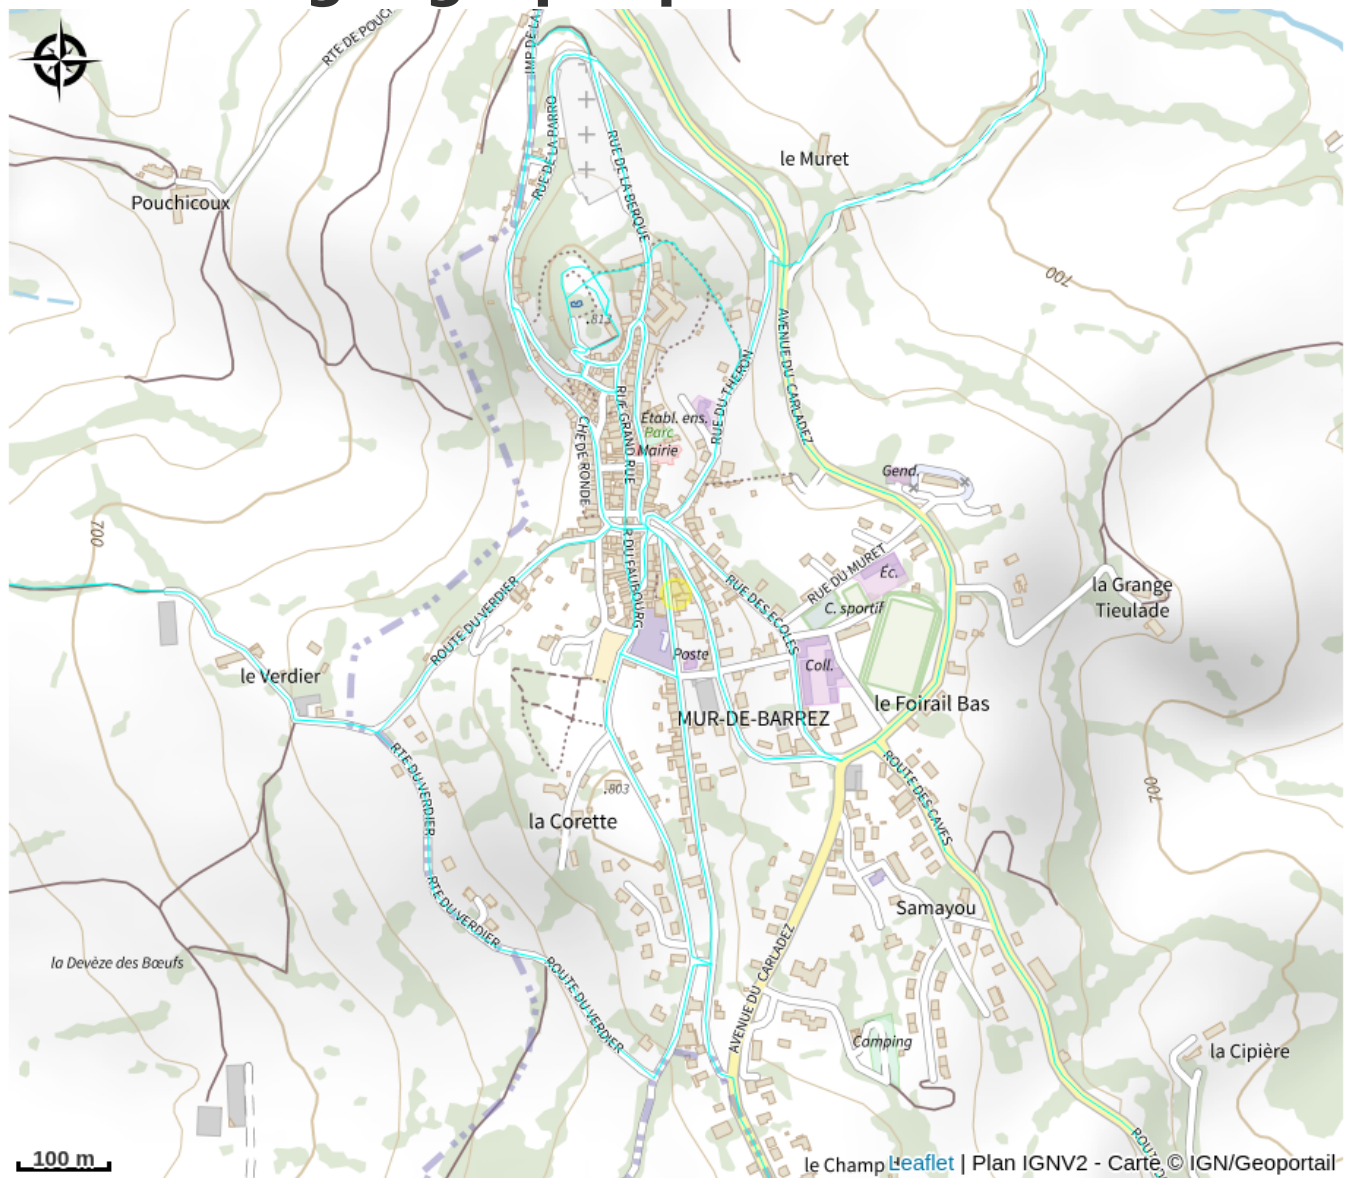 RTE DE POUCH
IMP DE LA
RUE DE LA PARRO
RUE DE LA BERQUE
le Muret
Pouchicoux
700
.813
AVENUE DU CARLADEZ
RUE DU THERON
RUE GRAND RUE
Établ. ens.
Parc
Mairie
CHE DE RONDE
Gend.
700
R DU FAUBOURG
RUE DU MURET
Éc.
la Grange
Tieulade
RUE DES ECOLES
C. sportif
ROUTE DU VERDIER
Poste
Coll.
le Verdier
le Foirail Bas
MUR-DE-BARREZ
RTE DU VERDIER
ROUTE DES CAVES
.803
700
la Corette
RTE DU VERDIER
Samayou
la Devèze des Bœufs
ROUTE DU VERDIER
AVENUE DU CARLADEZ
Camping
la Cipière
100 m
le Champ
Leaflet | Plan IGNV2 - Carte © IGN/Geoportail